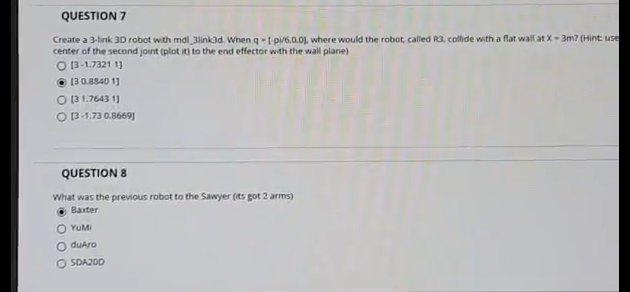 QUESTION 7
Create a 3-link 3D robot with mdl_3link3d. When q = [-pi/6,0,0], where would the robot, called R3, collide with a flat wall at X = 3m? (Hint: use
center of the second joint (plot it) to the end effector with the wall plane)
[3 -1.7321 1]
[3 0.8840 1]
[3 1.7643 1]
[3 -1.73 0.8669]
QUESTION 8
What was the previous robot to the Sawyer (its got 2 arms)
Baxter
YuMi
duAro
SDA20D